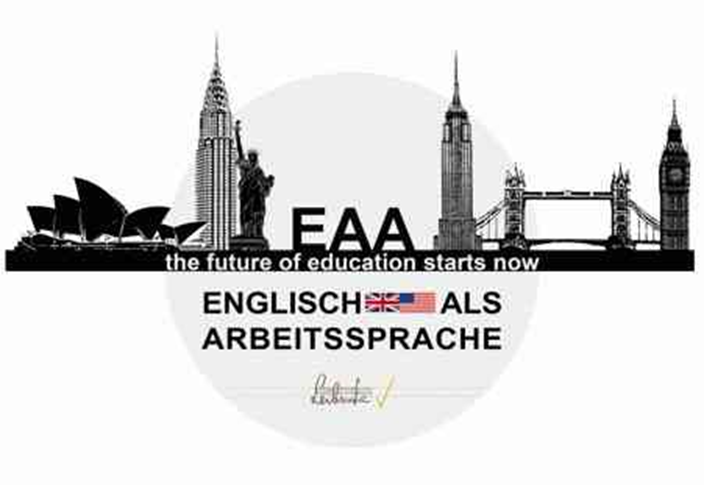 EAA
the future of education starts now
ENGLISCH ALS
ARBEITSSPRACHE